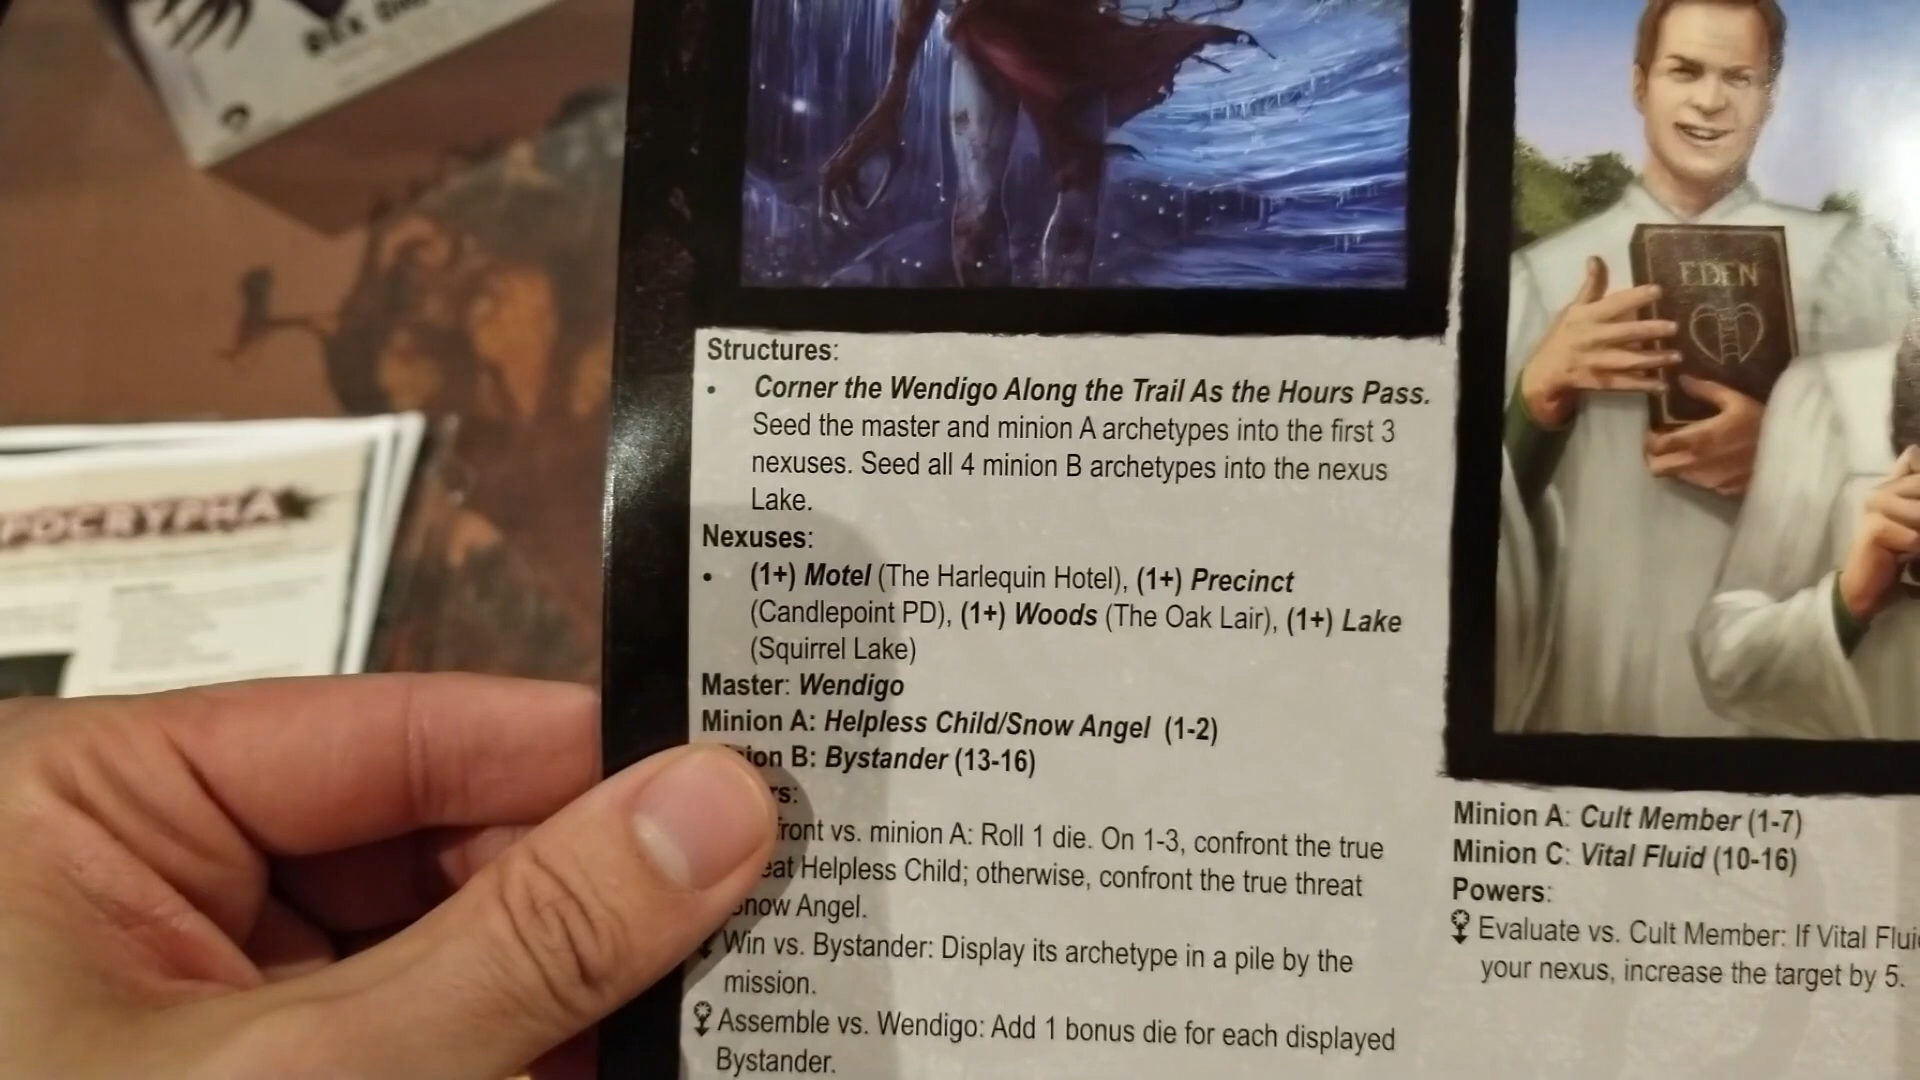 EDEN
Structures:
• Corner the Wendigo Along the Trail As the Hours Pass.
Seed the master and minion A archetypes into the first 3
nexuses. Seed all 4 minion B archetypes into the nexus
Lake.
Nexuses:
• (1+) Motel (The Harlequin Hotel), (1+) Precinct
(Candlepoint PD), (1+) Woods (The Oak Lair), (1+) Lake
(Squirrel Lake)
Master: Wendigo
Minion A: Helpless Child/Snow Angel (1-2)
ion B: Bystander (13-16)
rs:
front vs. minion A: Roll 1 die. On 1-3, confront the true
eat Helpless Child; otherwise, confront the true threat
Snow Angel.
Win vs. Bystander: Display its archetype in a pile by the
mission.
Assemble vs. Wendigo: Add 1 bonus die for each displayed
Bystander.
Minion A: Cult Member (1-7)
Minion C: Vital Fluid (10-16)
Powers:
Evaluate vs. Cult Member: If Vital Flui
your nexus, increase the target by 5.
POCRYPHA